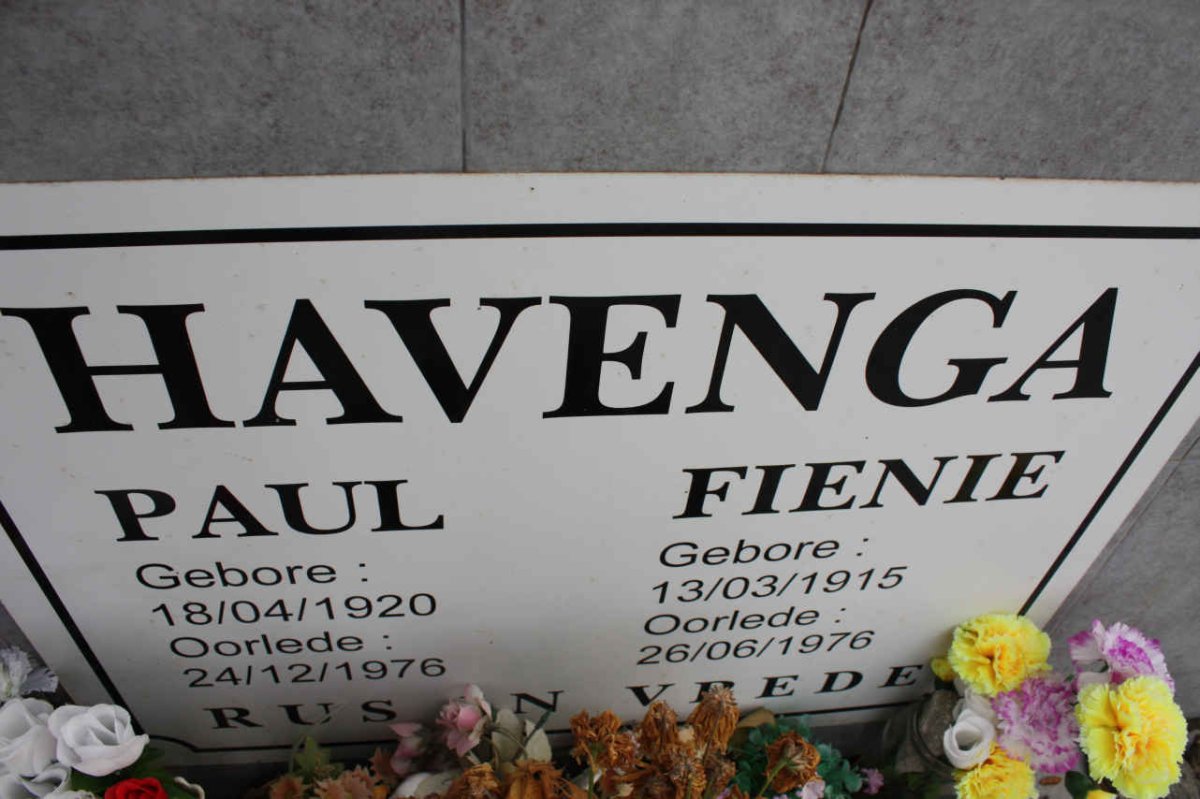 HAVENGA
PAUL FIENIE
Gebore : Gebore :
18/04/1920 13/03/1915
Oorlede : Oorlede :
24/12/1976 26/06/1976
RUS VREDE